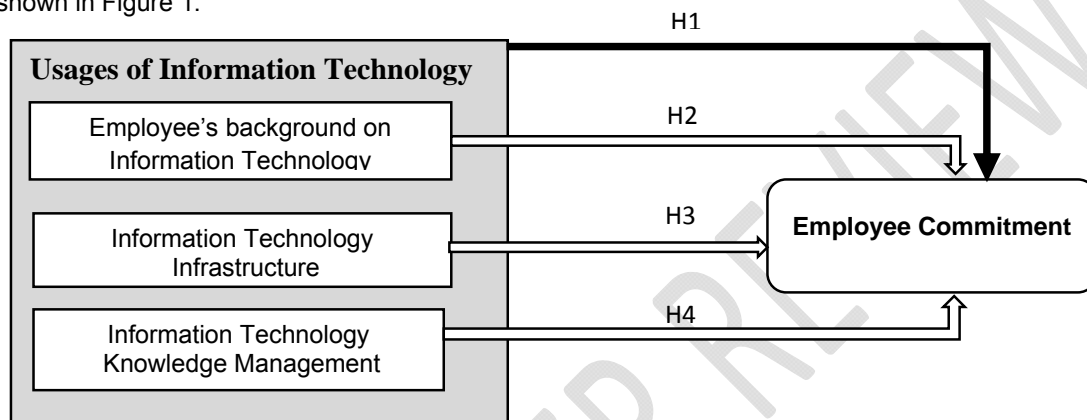 shown in Figure 1.
H1
Usages of Information Technology
Employee's background on
Information Technology
H2
Information Technology
Infrastructure
H3
Employee Commitment
Information Technology
Knowledge Management
H4